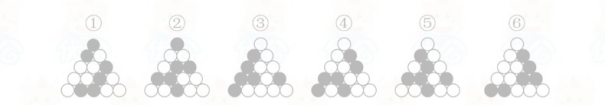 ① ② ③ ④ ⑤ ⑥